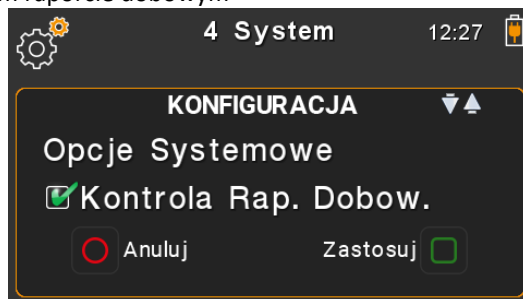 4 System 12:27
KONFIGURACJA
Opcje Systemowe
Kontrola Rap. Dobow.
Anuluj Zastosuj